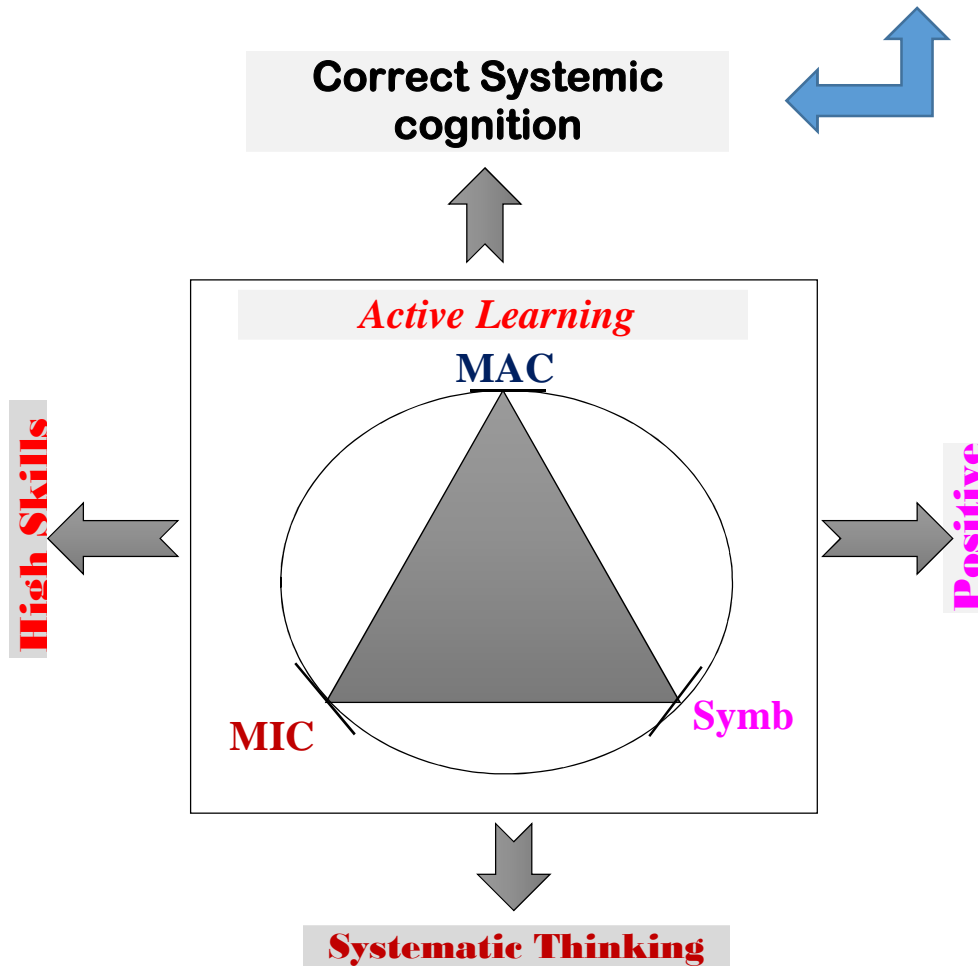 Correct Systemic
cognition
Active Learning
MAC
High Skills
Positive
MIC
Symb
Systematic Thinking